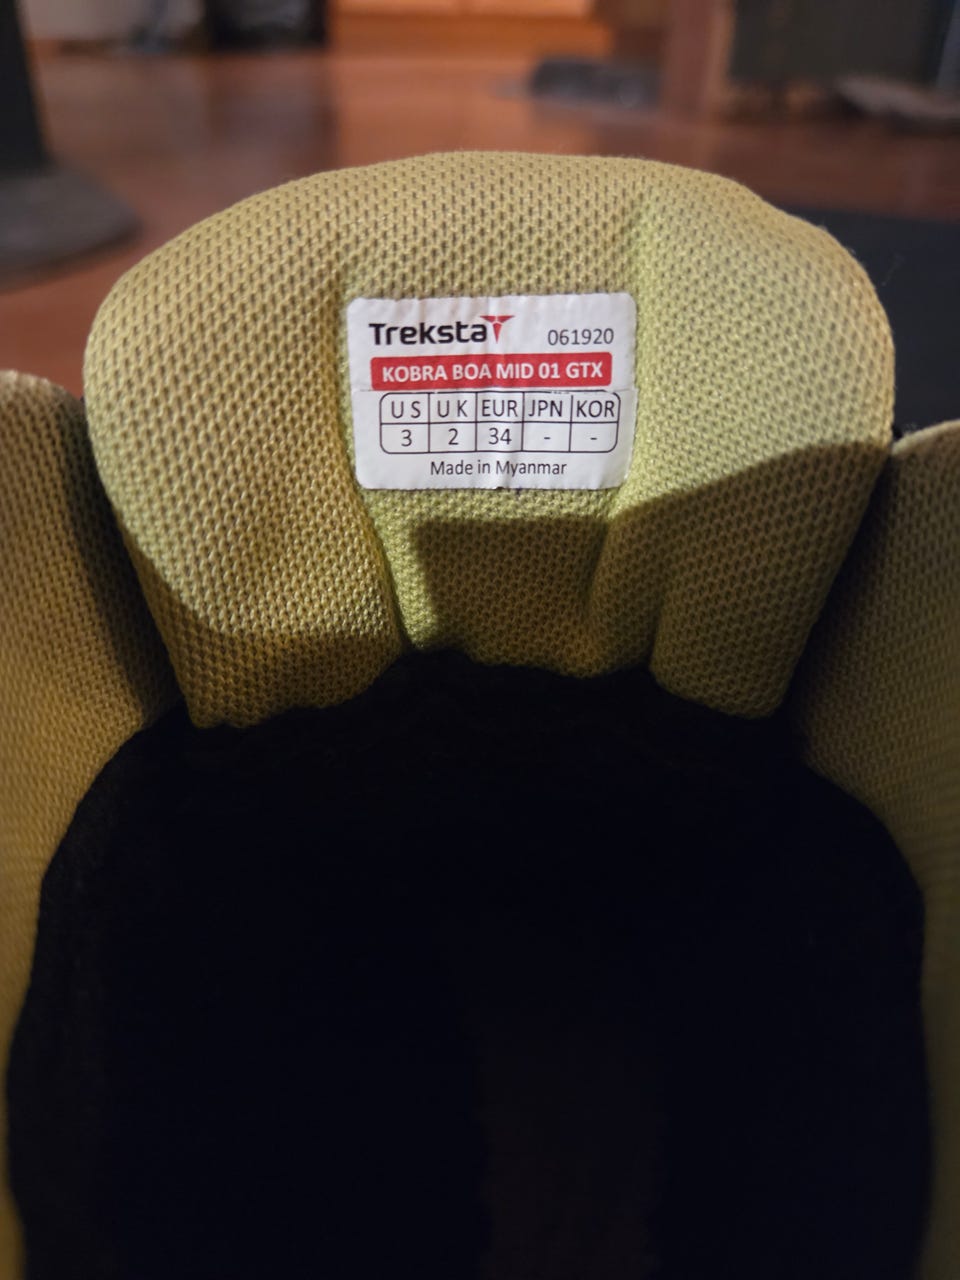 Treksta 061920
KOBRA BOA MID 01 GTX
US UK EUR JPN KOR
3 2 34 - -
Made in Myanmar